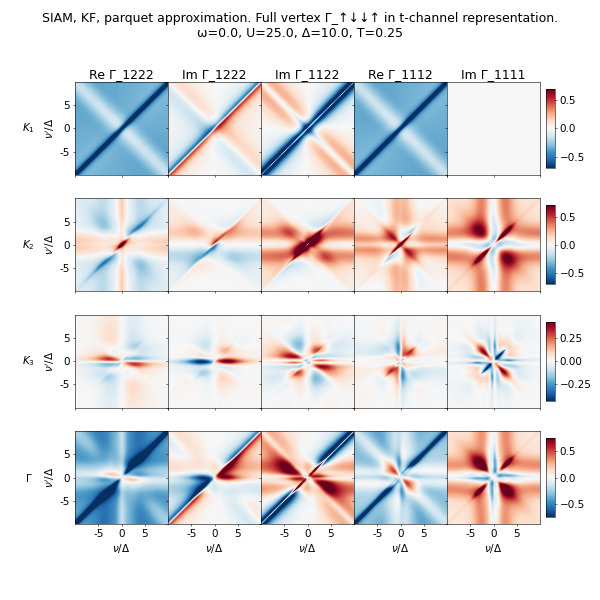 SIAM, KF, parquet approximation. Full vertex Γ_↑↓↓↑ in t-channel representation.
ω=0.0, U=25.0, Δ=10.0, T=0.25
Re Γ_1222 Im Γ_1222 Im Γ_1122 Re Γ_1112 Im Γ_1111
K₁ ν'/Δ 5 0 -5 0.5 0.0 −0.5
K₂ ν'/Δ 5 0 -5 0.5 0.0 −0.5
K₃ ν'/Δ 5 0 -5 0.25 0.00 −0.25
Γ ν'/Δ 5 0 -5 0.5 0.0 −0.5
-5 0 5 -5 0 5 -5 0 5 -5 0 5 -5 0 5
ν/Δ ν/Δ ν/Δ ν/Δ ν/Δ